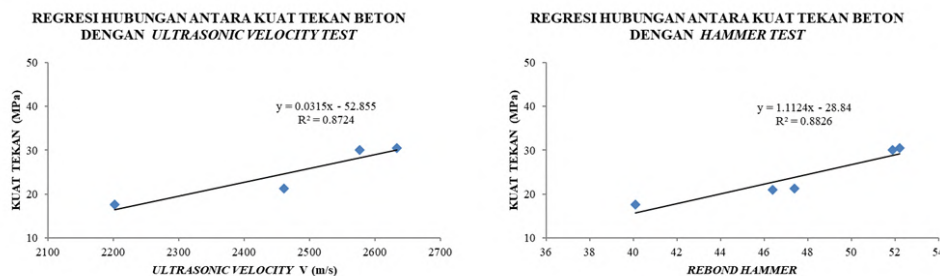 REGRESI HUBUNGAN ANTARA KUAT TEKAN BETON
DENGAN ULTRASONIC VELOCITY TEST
50
40
30
20
10
KUAT TEKAN (MPa)
y = 0.0315x - 52.855
R² = 0.8724
2100 2200 2300 2400 2500 2600 2700
ULTRASONIC VELOCITY V (m/s)
REGRESI HUBUNGAN ANTARA KUAT TEKAN BETON
DENGAN HAMMER TEST
50
40
30
20
10
KUAT TEKAN (MPa)
y = 1.1124x - 28.84
R² = 0.8826
36 38 40 42 44 46 48 50 52 54
REBOND HAMMER